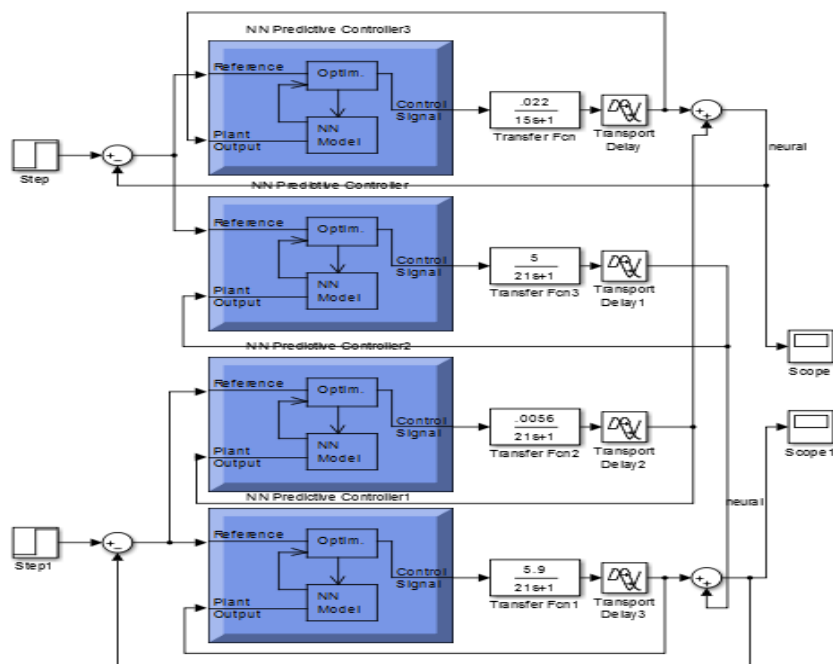 NN Predictive Controller3
Reference
Optim.
Control
Signal
Plant
Output
NN
Model
.022
15s+1
Transfer Fcn
Transport
Delay
neural
Step
NN Predictive Controller
Reference
Optim.
Control
Signal
Plant
Output
NN
Model
5
21s+1
Transfer Fcn3
Transport
Delay1
Scope
NN Predictive Controller2
Reference
Optim.
Control
Signal
Plant
Output
NN
Model
.0056
21s+1
Transfer Fcn2
Transport
Delay2
Scope1
neural
NN Predictive Controller1
Reference
Optim.
Control
Signal
Plant
Output
NN
Model
5.9
21s+1
Transfer Fcn1
Transport
Delay3
Step1